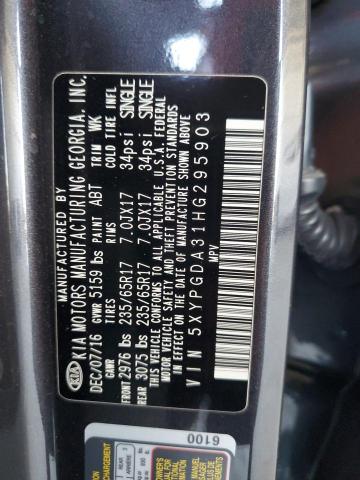 KIA
MANUFACTURED BY
KIA MOTORS MANUFACTURING GEORGIA, INC.
DEC/07/16 GVWR 5159 lbs PAINT ABT TRIM WK
GAWR TIRES RIMS COLD TIRE INFL
FRONT 2976 lbs 235/65R17 7.0JX17 34psi SINGLE
REAR 3075 lbs 235/65R17 7.0JX17 34psi SINGLE
THIS VEHICLE CONFORMS TO ALL APPLICABLE U.S.A. FEDERAL
MOTOR VEHICLE SAFETY AND BUMPER STANDARDS IN EFFECT
ON THE DATE OF MANUFACTURE SHOWN ABOVE
VIN 5XYPGDA31HG295903
MPV
6100
REAR
ARRIÈRE